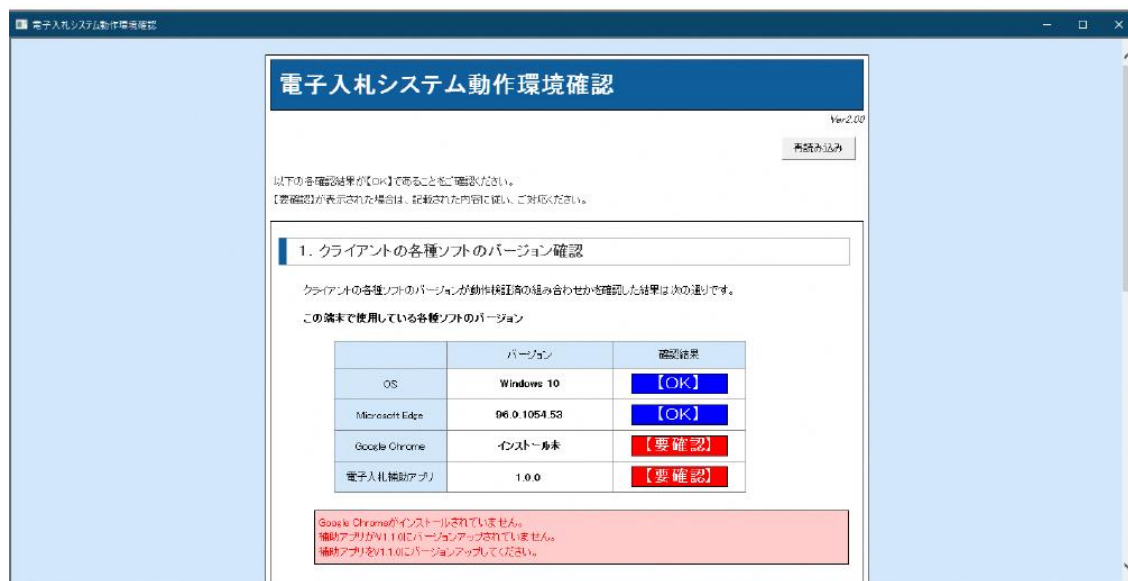 電子入札システム動作環境確認
電子入札システム動作環境確認
Ver2.00
再読み込み
以下の各確認結果が【OK】であることをご確認ください。
【要確認】が表示された場合は、記載された内容に従い、ご対応ください。
1. クライアントの各種ソフトのバージョン確認
クライアントの各種ソフトのバージョンが動作検証済の組み合わせかを確認した結果は次の通りです。
この端末で使用している各種ソフトのバージョン
バージョン 確認結果
OS Windows 10 【OK】
Microsoft Edge 96.0.1054.53 【OK】
Google Chrome インストール未 【要確認】
電子入札補助アプリ 1.0.0 【要確認】
Google Chromeがインストールされていません。
補助アプリがV1.1.0にバージョンアップされていません。
補助アプリをV1.1.0にバージョンアップしてください。